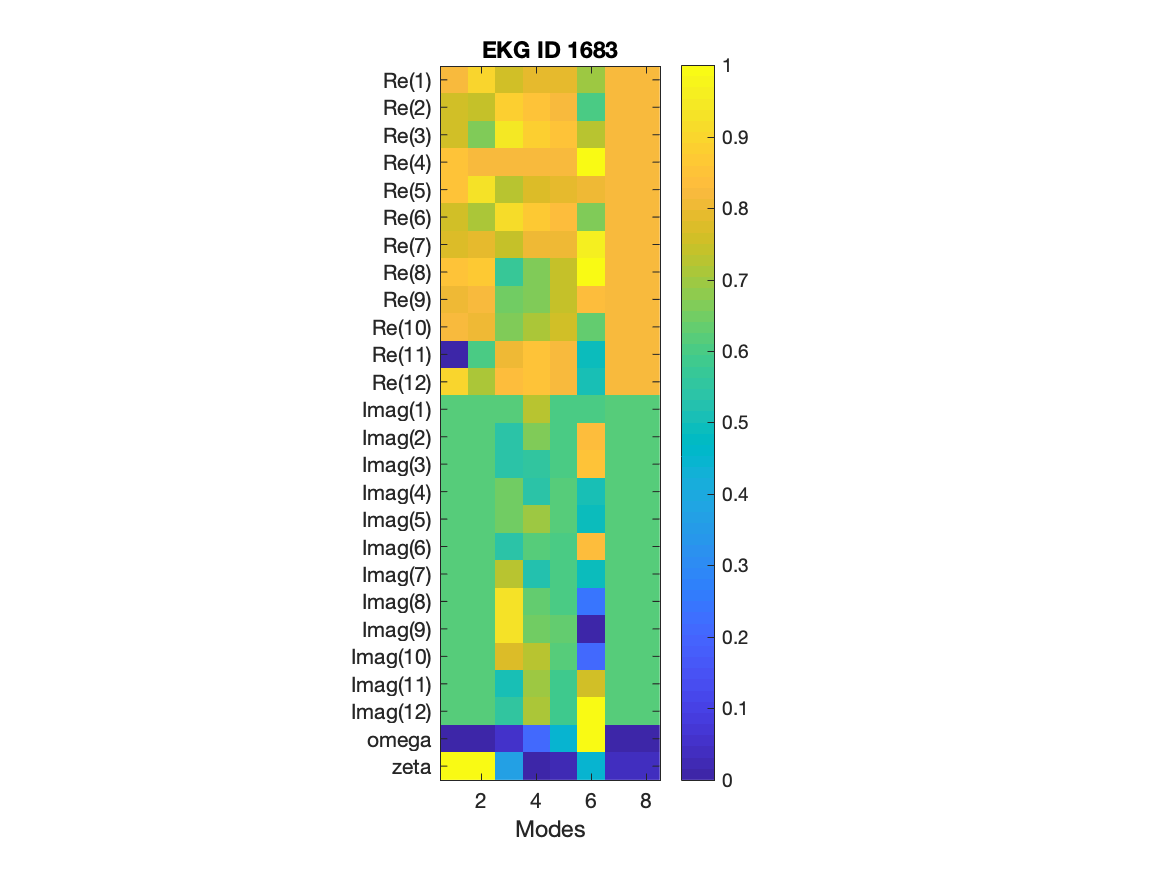 EKG ID 1683
Re(1)
Re(2)
Re(3)
Re(4)
Re(5)
Re(6)
Re(7)
Re(8)
Re(9)
Re(10)
Re(11)
Re(12)
Imag(1)
Imag(2)
Imag(3)
Imag(4)
Imag(5)
Imag(6)
Imag(7)
Imag(8)
Imag(9)
Imag(10)
Imag(11)
Imag(12)
omega
zeta
2 4 6 8
Modes
1
0.9
0.8
0.7
0.6
0.5
0.4
0.3
0.2
0.1
0